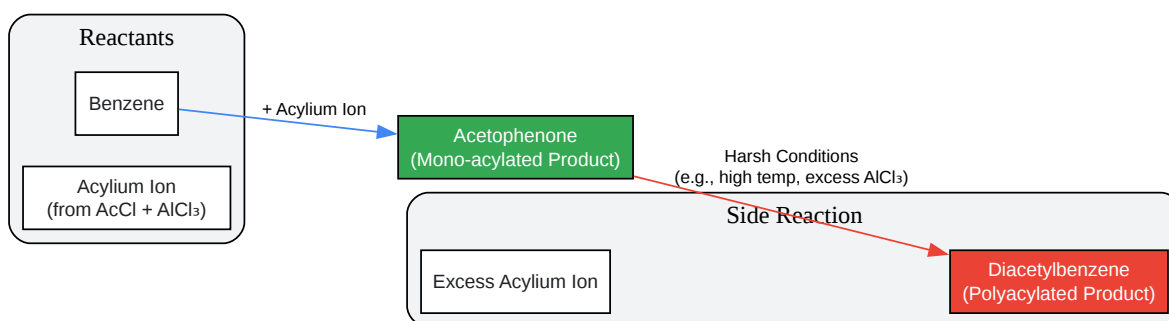 Reactants
Benzene
+ Acylium Ion
Acylium Ion
(from AcCl + AlCl₃)
Acetophenone
(Mono-acylated Product)
Harsh Conditions
(e.g., high temp, excess AlCl₃)
Side Reaction
Excess Acylium Ion
Diacetylbenzene
(Polyacylated Product)